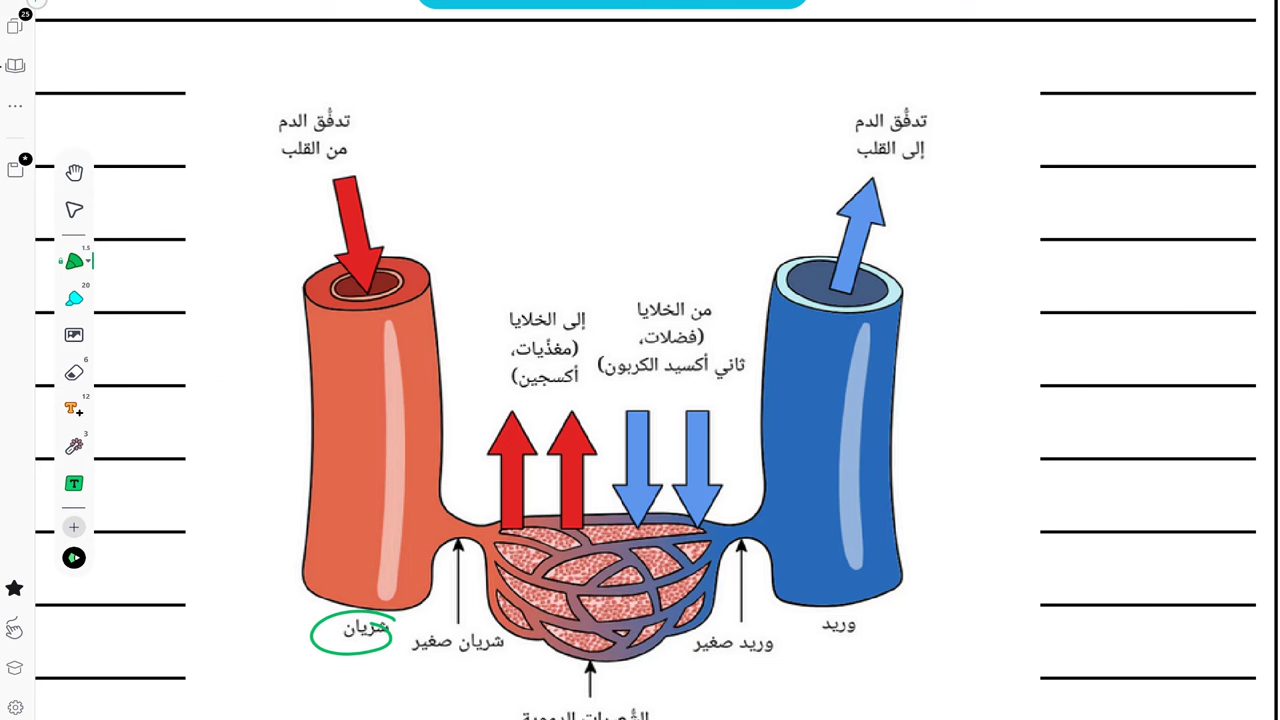 25
تدفُّق الدم
من القلب
تدفُّق الدم
إلى القلب
1.5
20
6
12
3
T
إلى الخلايا
(مغذّيات،
أكسجين)
من الخلايا
(فضلات،
ثاني أكسيد الكربون)
شريان
شريان صغير
وريد صغير
وريد